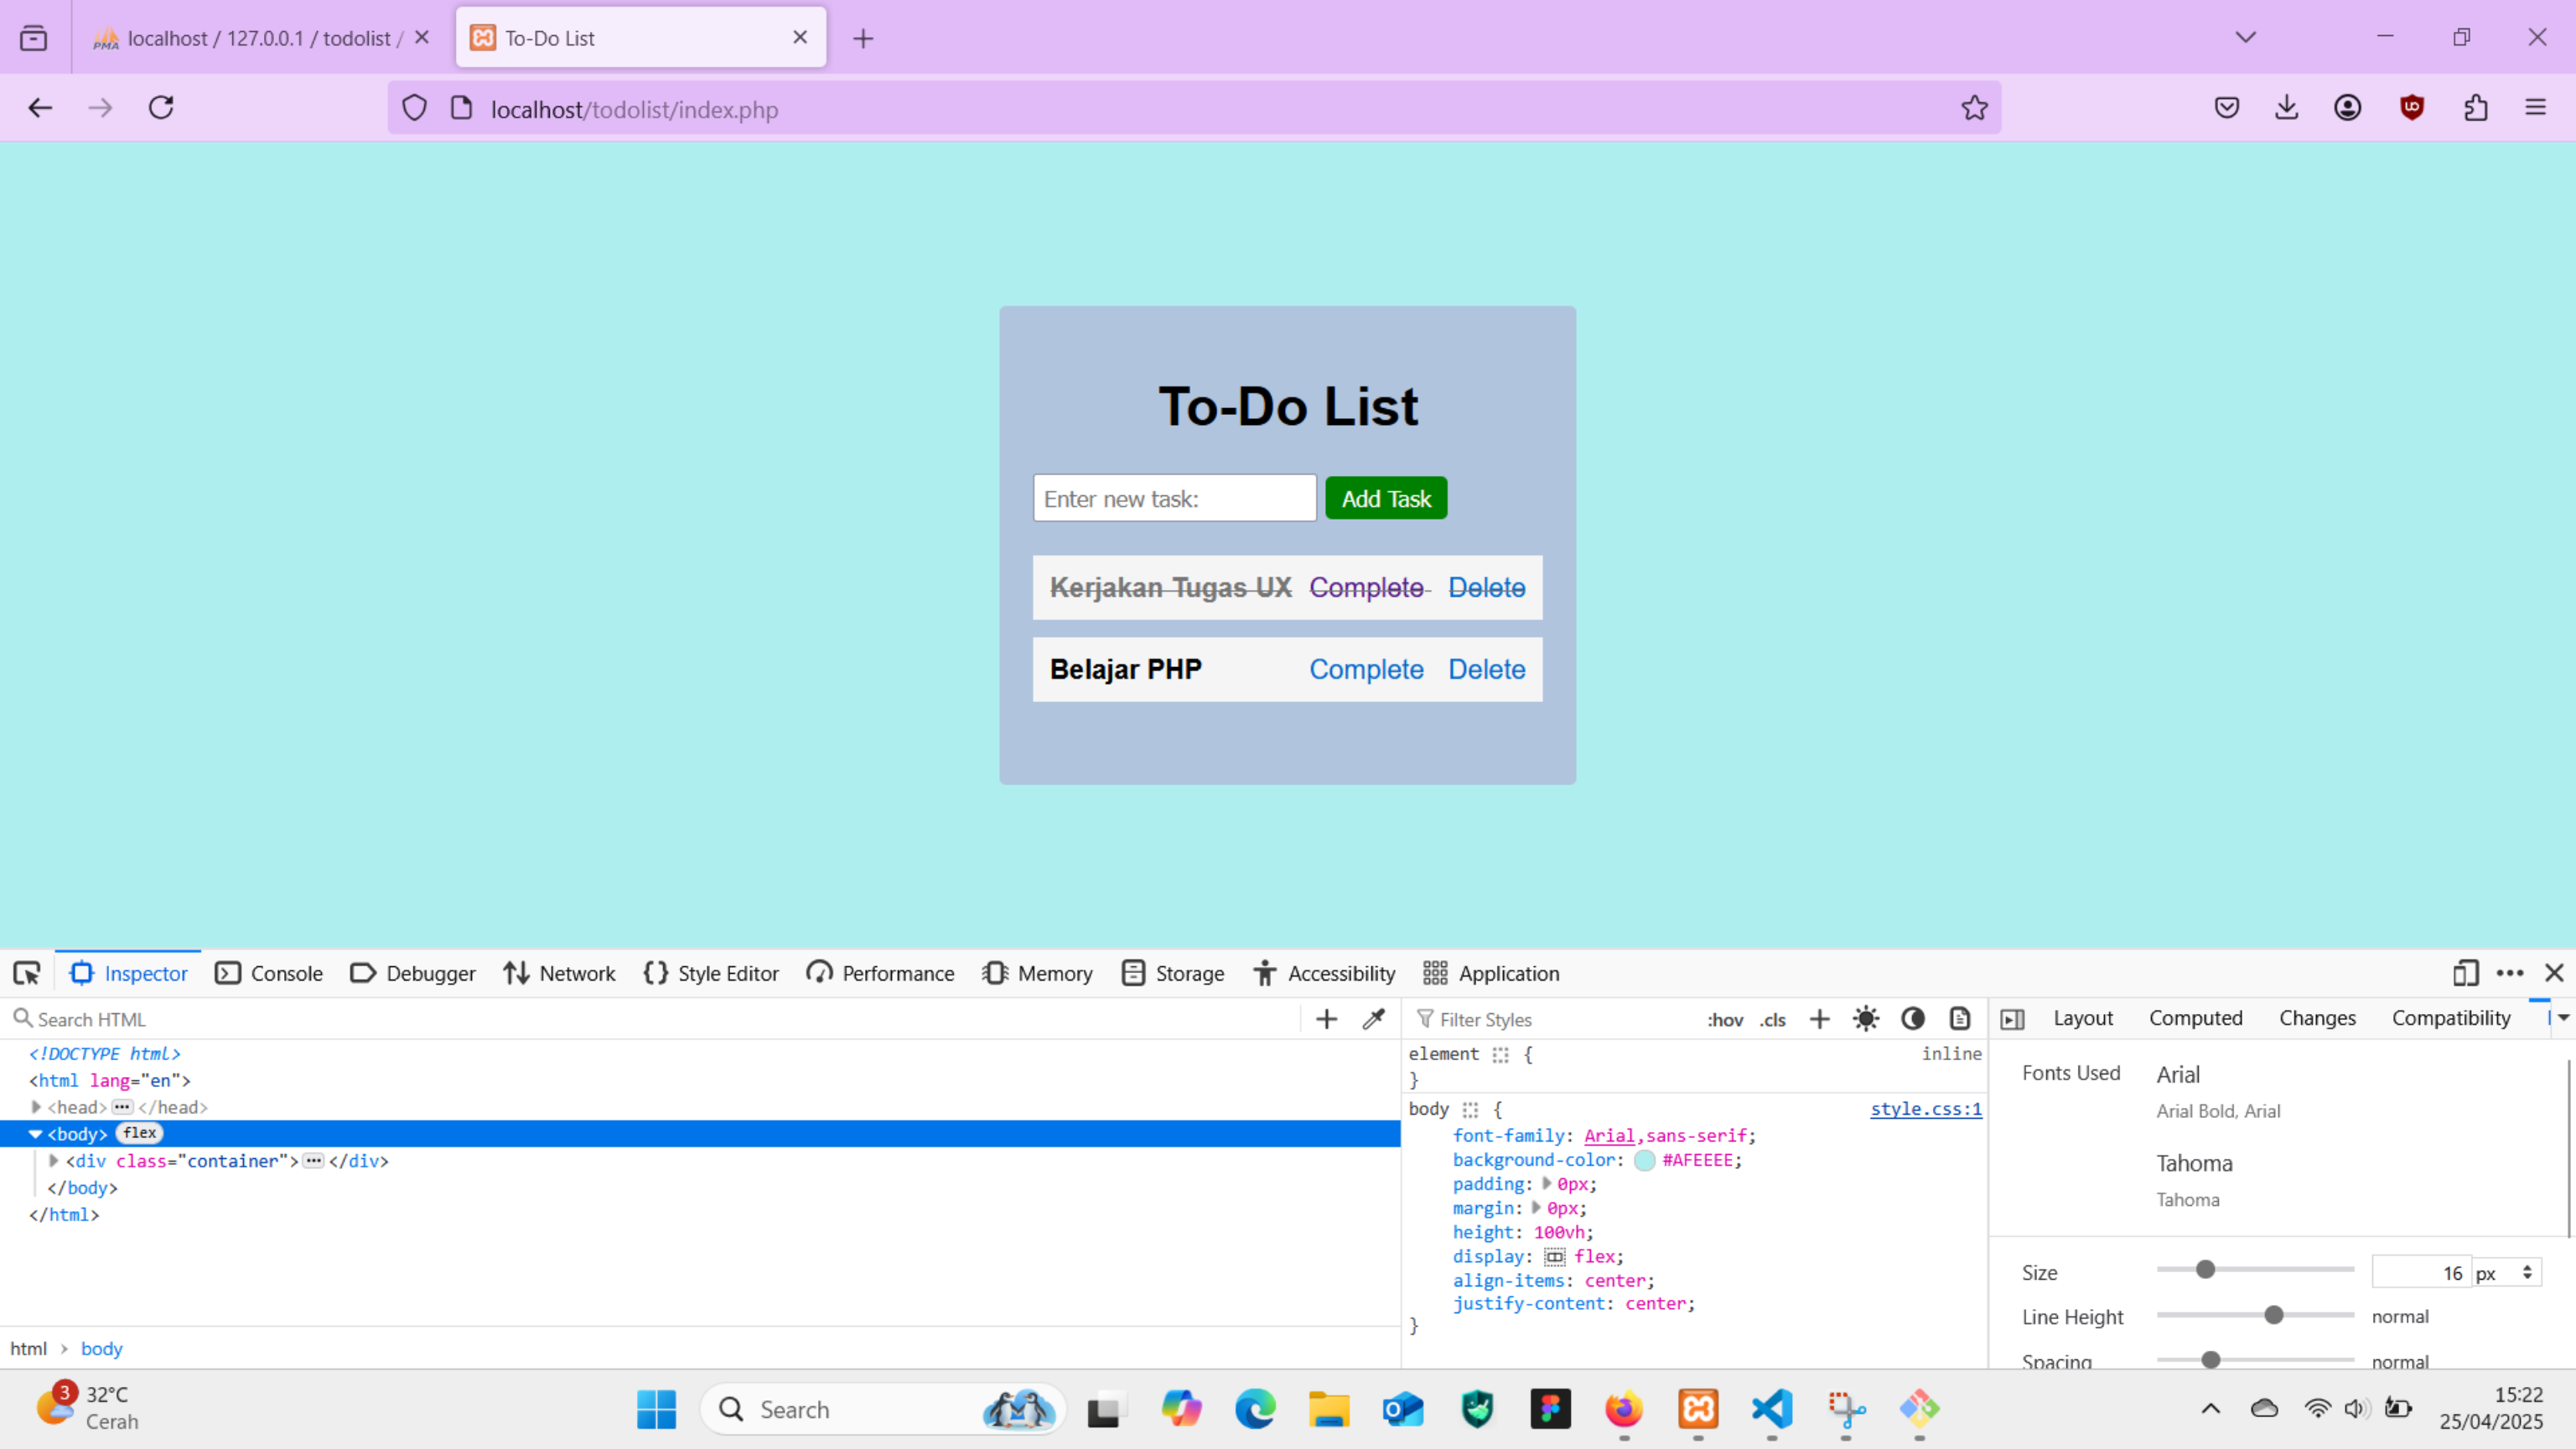 localhost / 127.0.0.1 / todolist /
To-Do List
localhost/todolist/index.php
To-Do List
Enter new task:
Add Task
Kerjakan Tugas UX Complete Delete
Belajar PHP Complete Delete
Inspector Console Debugger Network Style Editor Performance Memory Storage Accessibility Application
Search HTML
Filter Styles :hov .cls
Layout Computed Changes Compatibility
<!DOCTYPE html>
<html lang="en">
<head> </head>
<body> flex
<div class="container"> </div>
</body>
</html>
html > body
element { inline
}
body { style.css:1
font-family: Arial,sans-serif;
background-color: #AFEEEE;
padding: 0px;
margin: 0px;
height: 100vh;
display: flex;
align-items: center;
justify-content: center;
}
Fonts Used Arial
Arial Bold, Arial
Tahoma
Tahoma
Size 16 px
Line Height normal
Spacing normal
3 32°C
Cerah
Search
15:22
25/04/2025